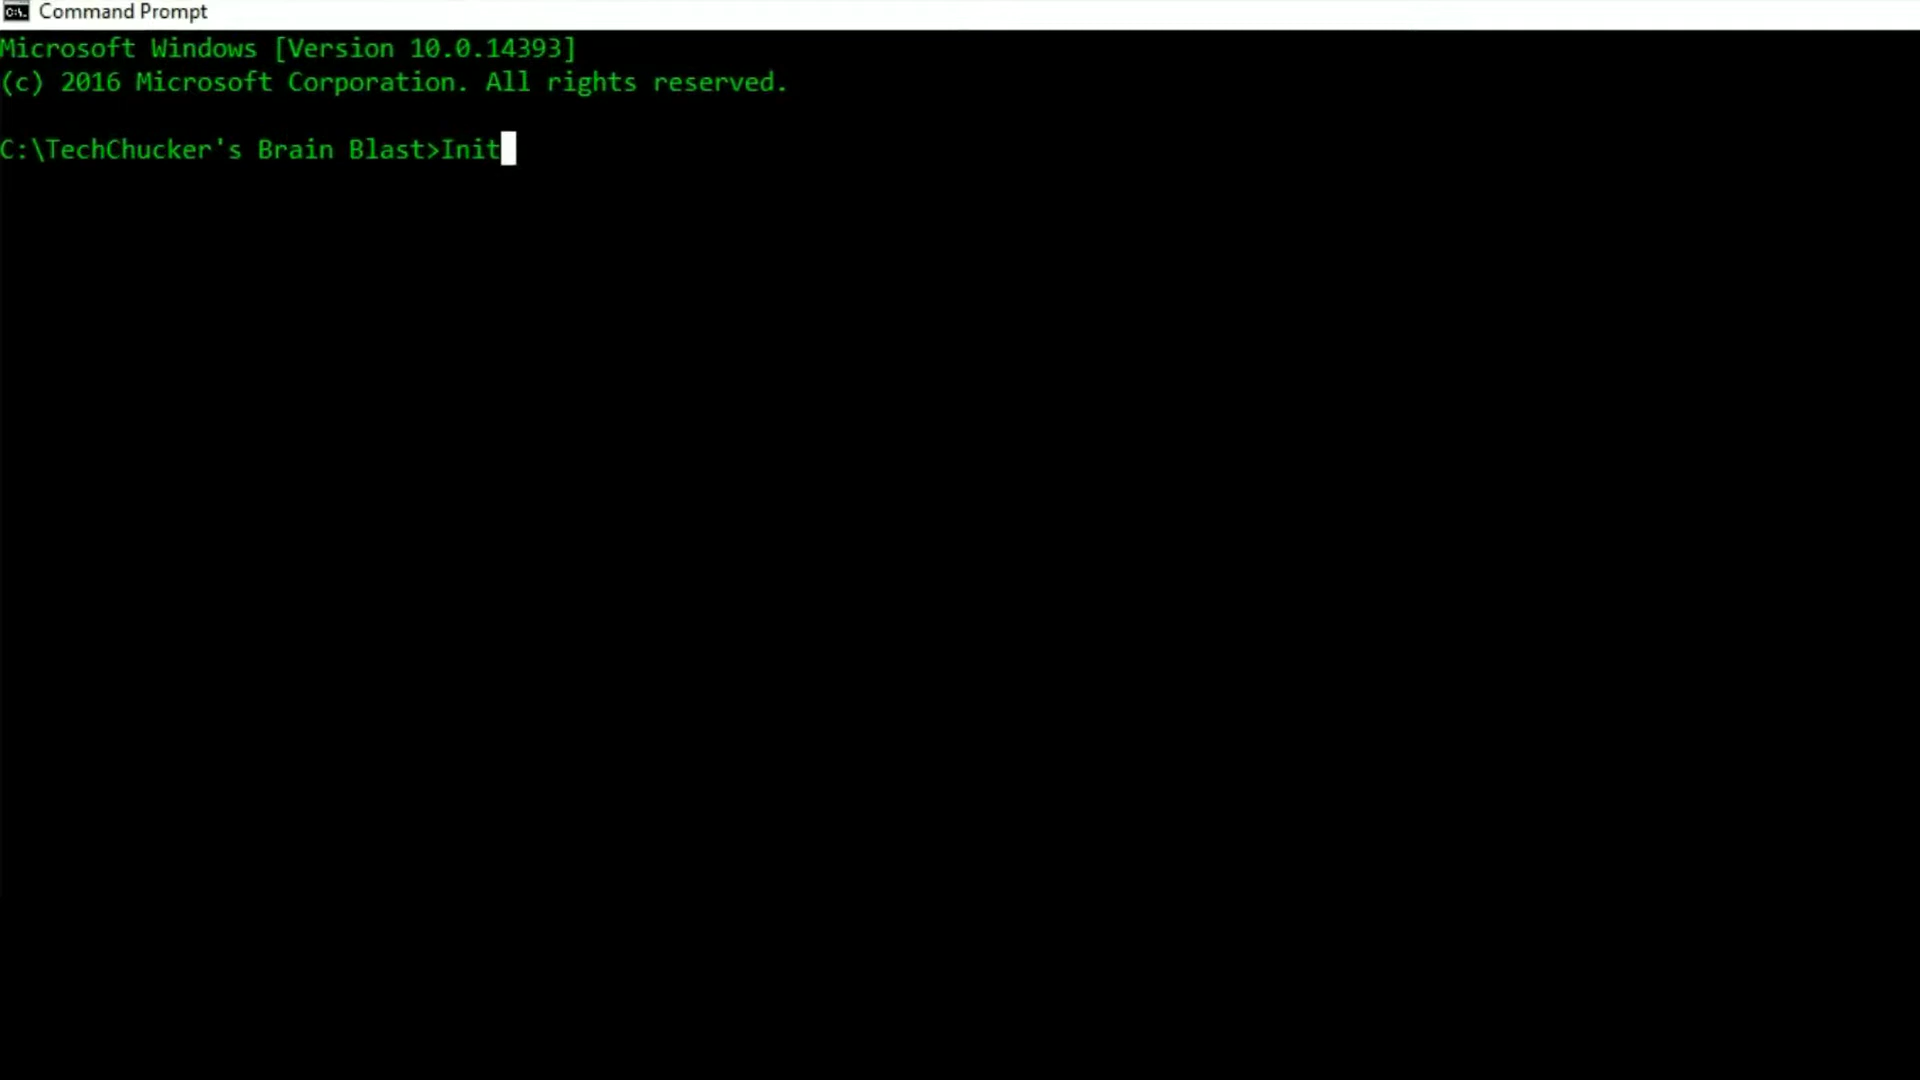 Command Prompt
Microsoft Windows [Version 10.0.14393]
(c) 2016 Microsoft Corporation. All rights reserved.
C:\TechChucker's Brain Blast>Init